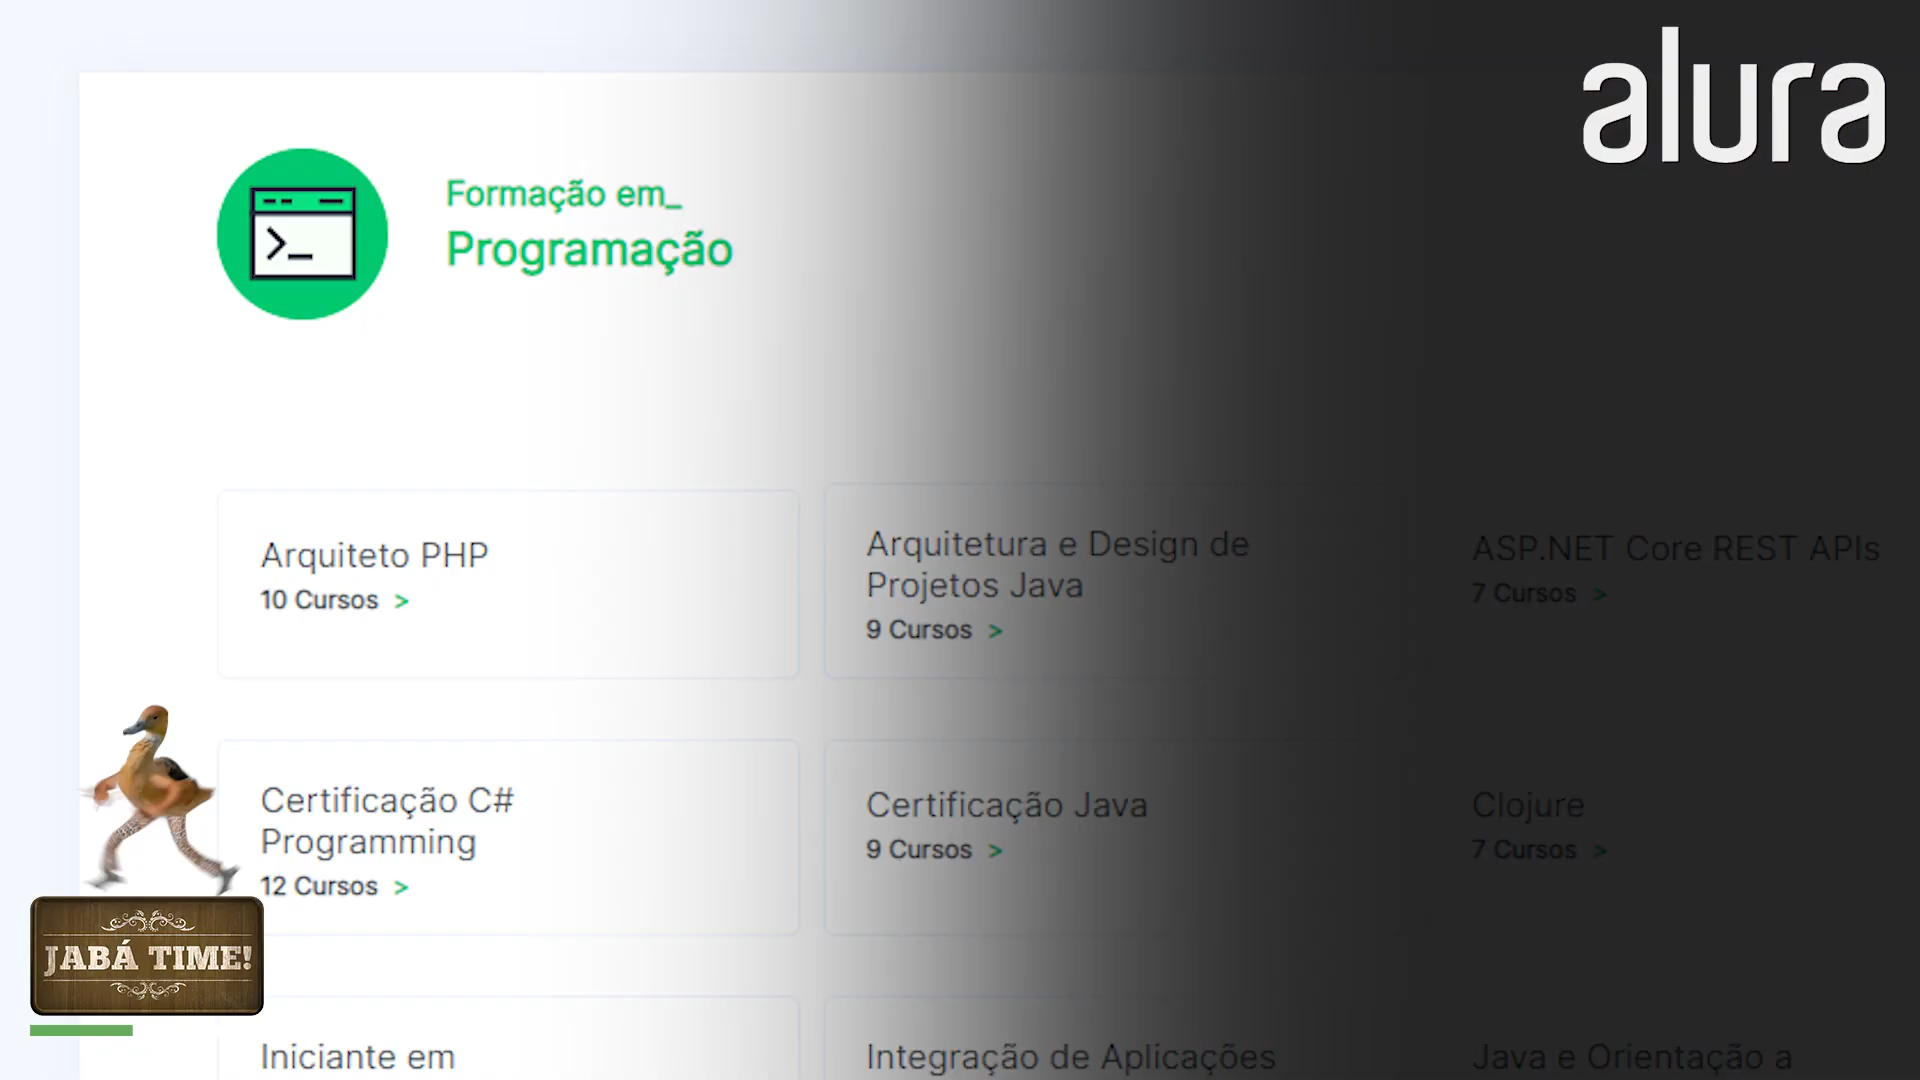 alura
Formação em_
Programação
Arquiteto PHP
10 Cursos >
Arquitetura e Design de
Projetos Java
9 Cursos >
ASP.NET Core REST APIs
7 Cursos >
Certificação C#
Programming
12 Cursos >
Certificação Java
9 Cursos >
Clojure
7 Cursos >
JABÁ TIME!
Iniciante em
Integração de Aplicações
Java e Orientação a